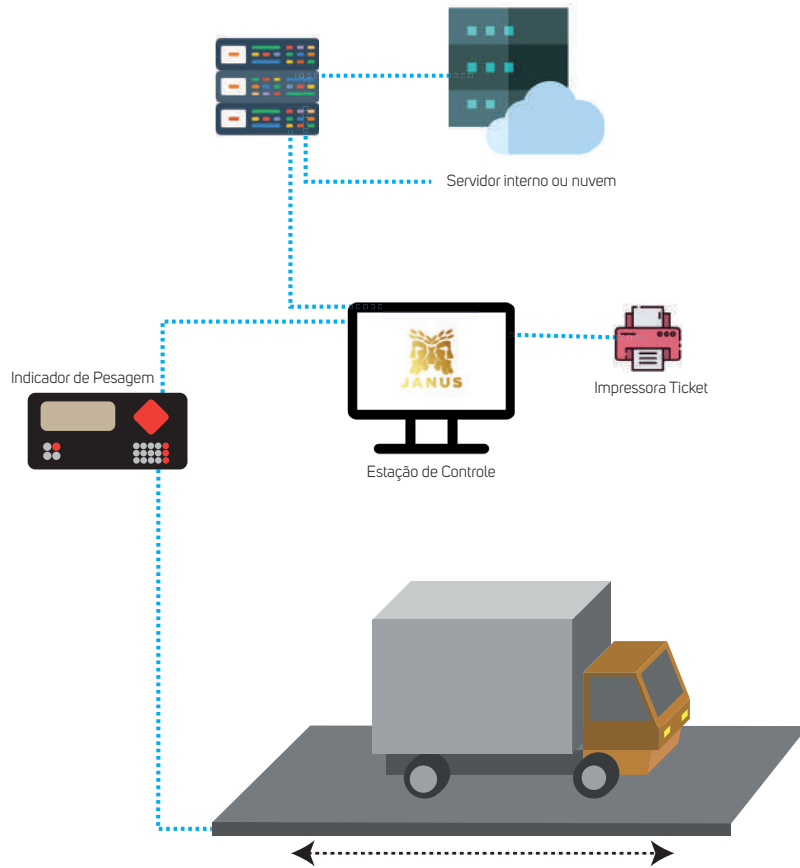 Servidor interno ou nuvem
JANUS
Indicador de Pesagem
Impressora Ticket
Estação de Controle